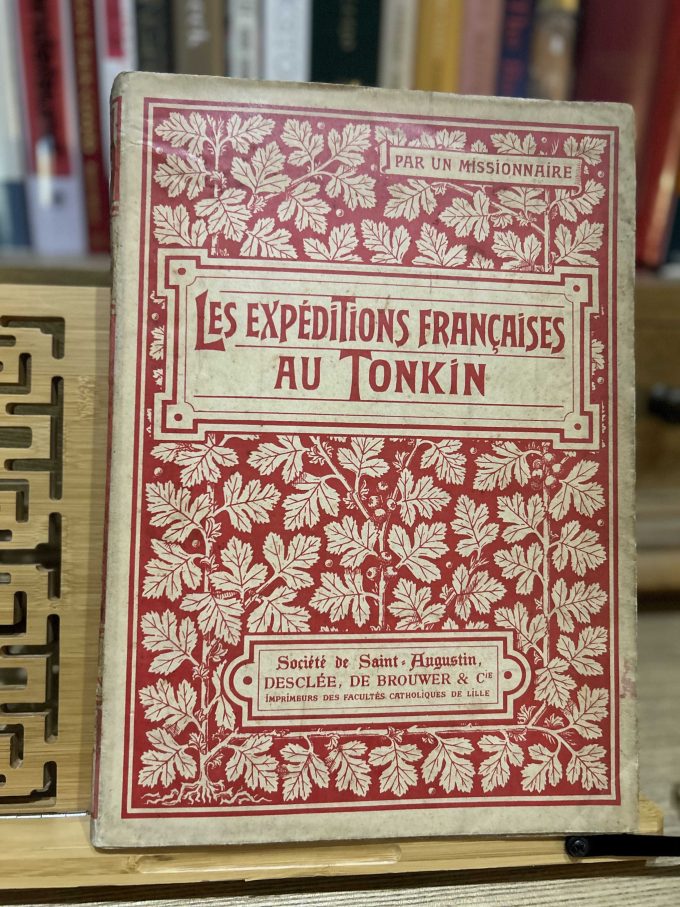 PAR UN MISSIONNAIRE
LES EXPÉDITIONS FRANÇAISES
AU TONKIN
Société de Saint-Augustin,
DESCLÉE, DE BROUWER & CIE
IMPRIMEURS DES FACULTÉS CATHOLIQUES DE LILLE